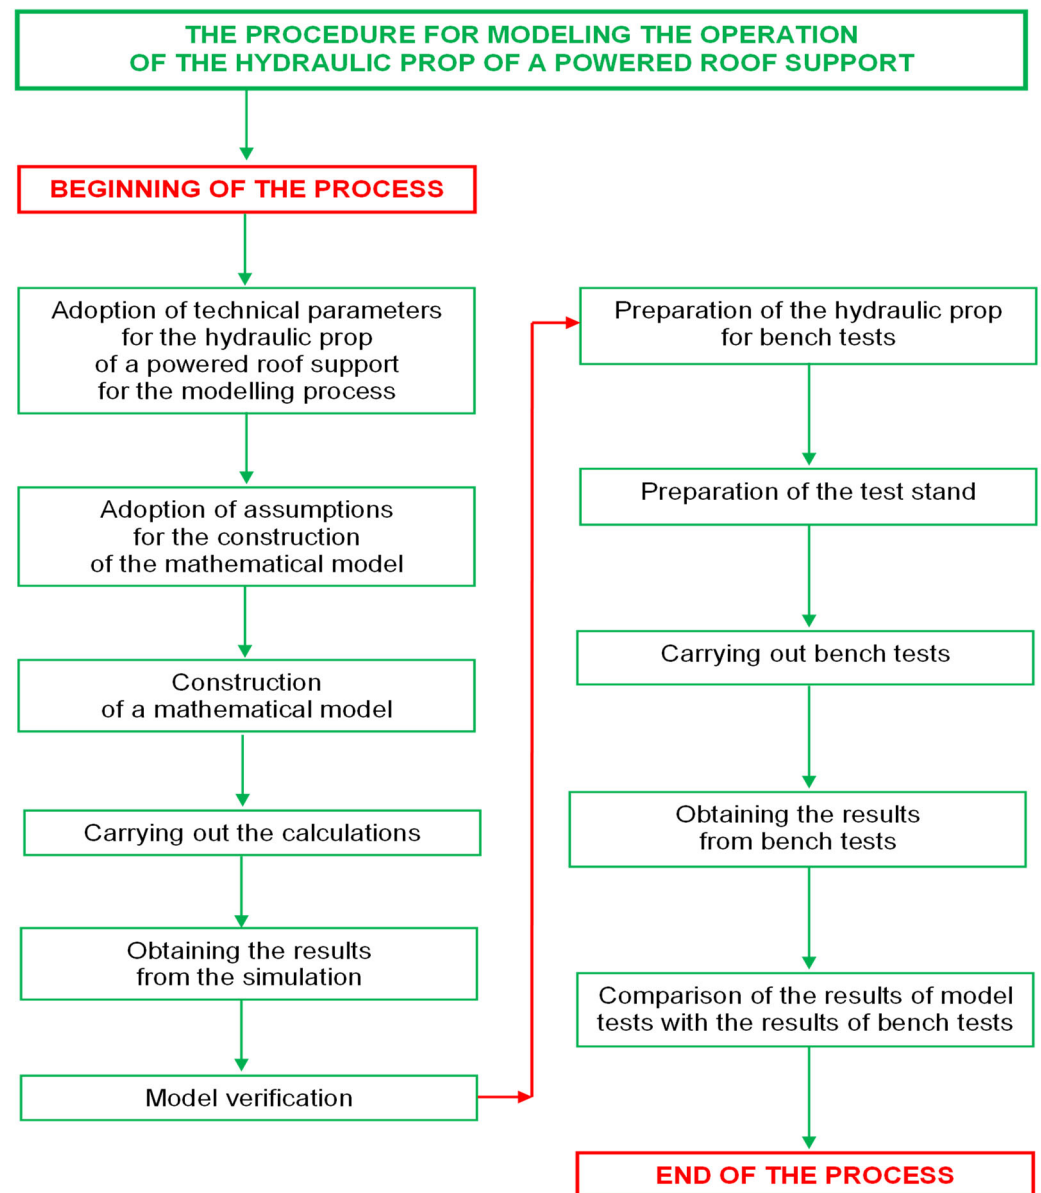 THE PROCEDURE FOR MODELING THE OPERATION
OF THE HYDRAULIC PROP OF A POWERED ROOF SUPPORT
BEGINNING OF THE PROCESS
Adoption of technical parameters
for the hydraulic prop
of a powered roof support
for the modelling process
Adoption of assumptions
for the construction
of the mathematical model
Construction
of a mathematical model
Carrying out the calculations
Obtaining the results
from the simulation
Model verification
Preparation of the hydraulic prop
for bench tests
Preparation of the test stand
Carrying out bench tests
Obtaining the results
from bench tests
Comparison of the results of model
tests with the results of bench tests
END OF THE PROCESS